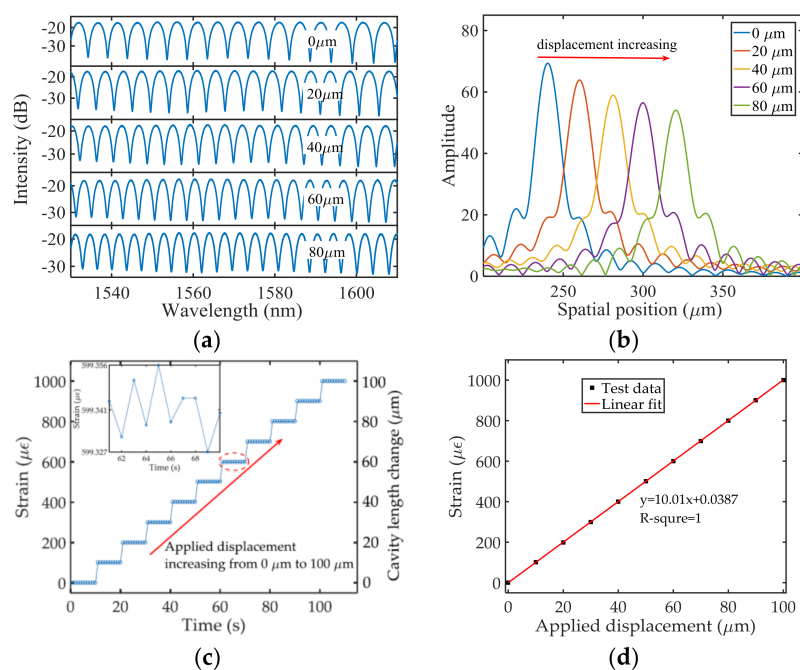 -20
-30
0μm
-20
-30
20μm
-20
-30
40μm
-20
-30
60μm
-20
-30
80μm
Intensity (dB)
1540 1560 1580 1600
Wavelength (nm)
(a)
80
60
40
20
0
Amplitude
displacement increasing
0 μm
20 μm
40 μm
60 μm
80 μm
250 300 350
Spatial position (μm)
(b)
1000
800
600
400
200
0
Strain (με)
599.356
599.341
599.327
Strain (με)
62 64 66 68
Time (s)
Applied displacement
increasing from 0 μm to 100 μm
100
80
60
40
20
0
Cavity length change (μm)
0 20 40 60 80 100
Time (s)
(c)
1000
800
600
400
200
0
Strain (με)
Test data
Linear fit
y=10.01x+0.0387
R-squre=1
0 20 40 60 80 100
Applied displacement (μm)
(d)